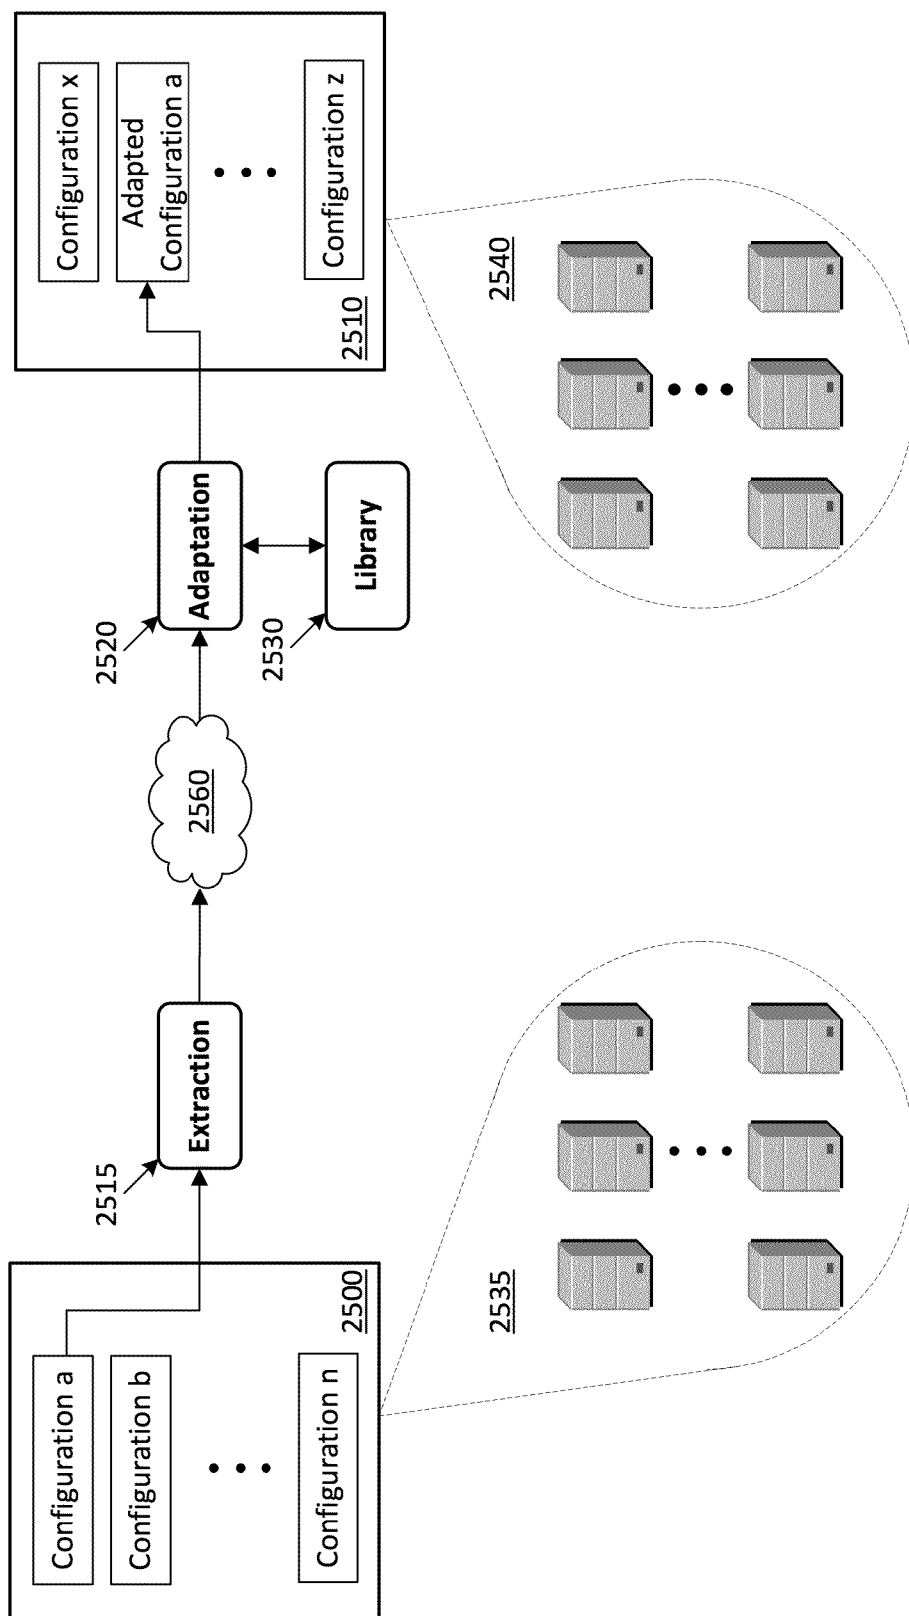 Configuration a
Configuration b
Configuration n
2500
2515
Extraction
2560
2520
Adaptation
2530
Library
Configuration x
Adapted
Configuration a
Configuration z
2510
2535
2540